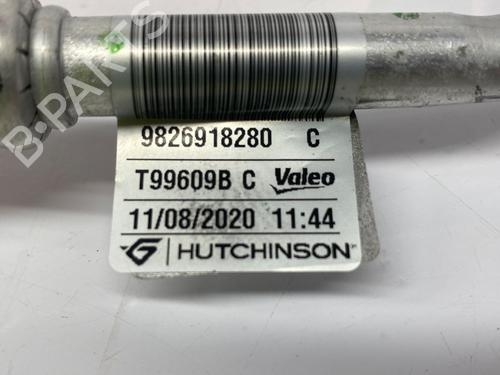 B-PARTS
9826918280 C
T99609B C Valeo
11/08/2020 11:44
HUTCHINSON